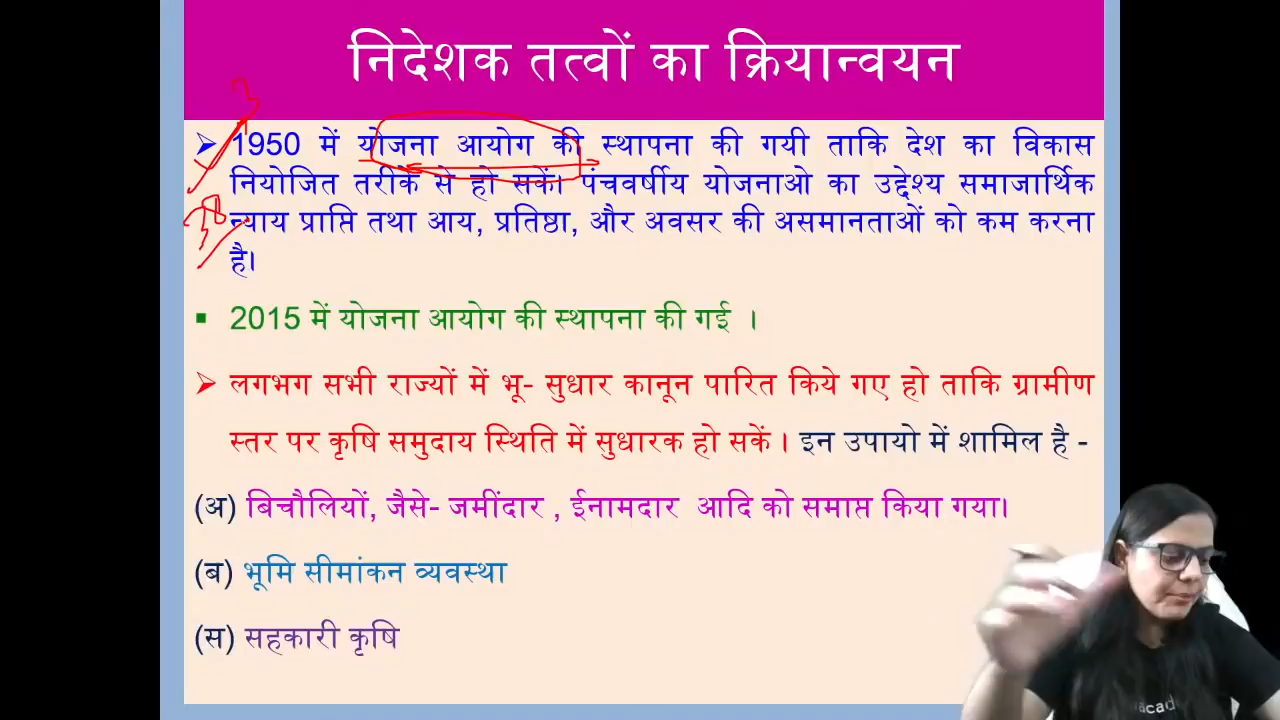 निदेशक तत्वों का क्रियान्वयन
➢ 1950 में योजना आयोग की स्थापना की गयी ताकि देश का विकास
नियोजित तरीके से हो सकें। पंचवर्षीय योजनाओ का उद्देश्य समाजार्थिक
न्याय प्राप्ति तथा आय, प्रतिष्ठा, और अवसर की असमानताओं को कम करना
है।
▪ 2015 में योजना आयोग की स्थापना की गई ।
➢ लगभग सभी राज्यों में भू- सुधार कानून पारित किये गए हो ताकि ग्रामीण
स्तर पर कृषि समुदाय स्थिति में सुधारक हो सकें । इन उपायो में शामिल है -
(अ) बिचौलियों, जैसे- जमींदार , ईनामदार आदि को समाप्त किया गया।
(ब) भूमि सीमांकन व्यवस्था
(स) सहकारी कृषि